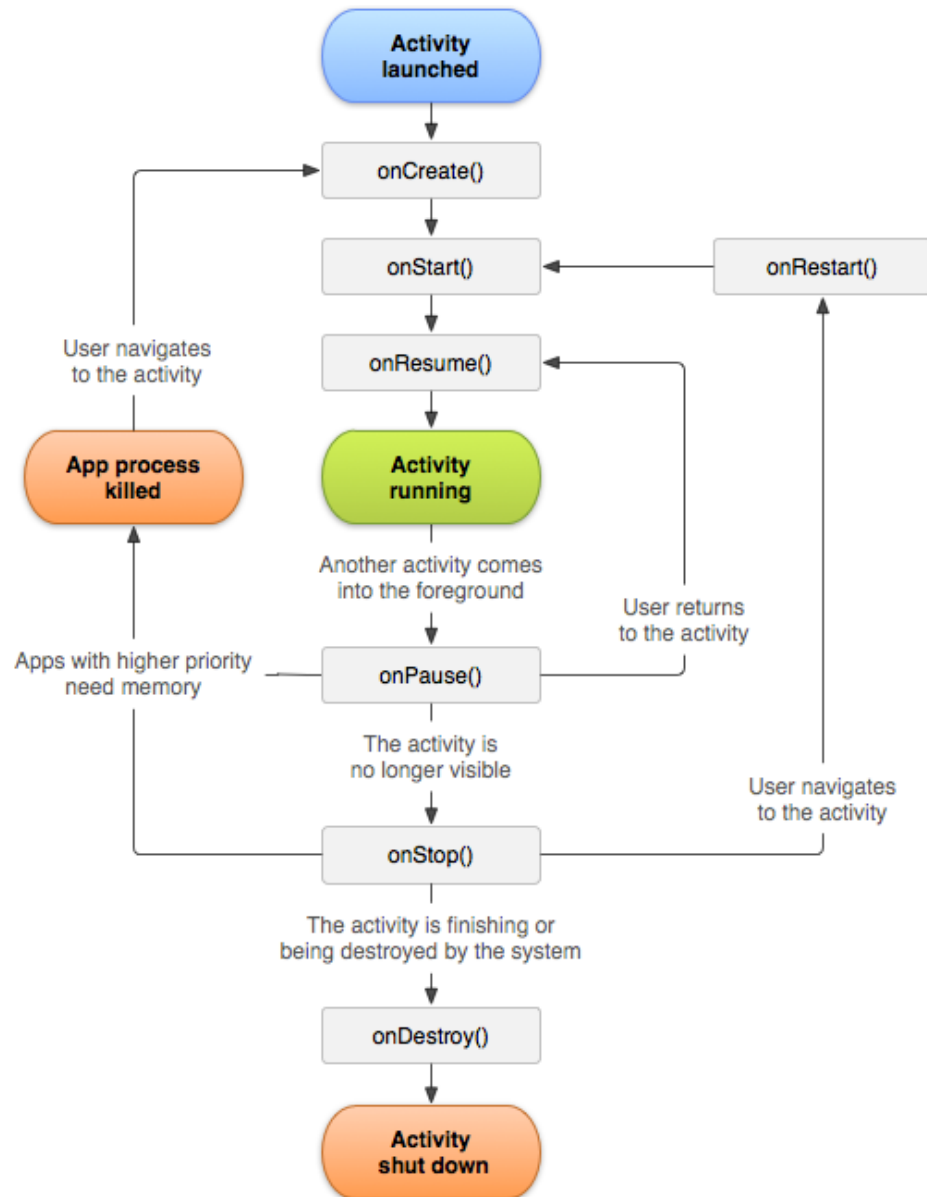 Activity
launched
onCreate()
onStart()
onRestart()
User navigates
to the activity
onResume()
App process
killed
Activity
running
Another activity comes
into the foreground
User returns
to the activity
Apps with higher priority
need memory
onPause()
The activity is
no longer visible
User navigates
to the activity
onStop()
The activity is finishing or
being destroyed by the system
onDestroy()
Activity
shut down